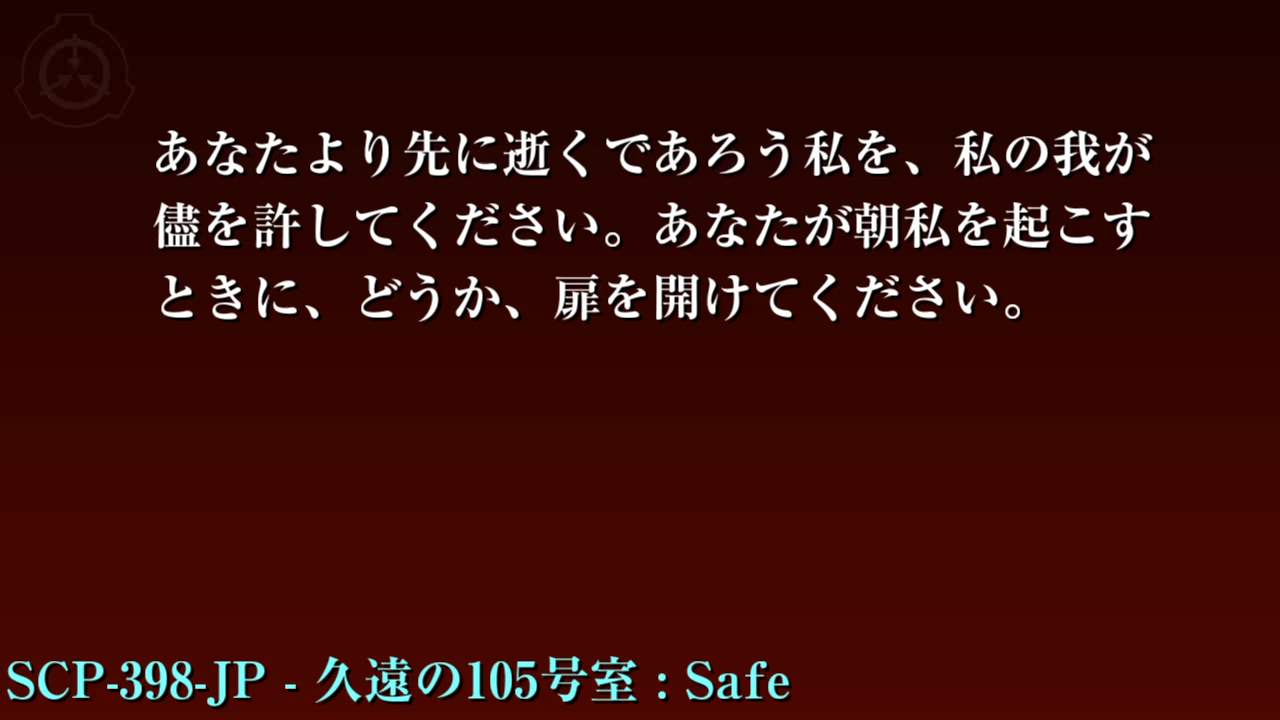 あなたより先に逝くであろう私を、私の我が
儘を許してください。あなたが朝私を起こす
ときに、どうか、扉を開けてください。
SCP-398-JP - 久遠の105号室 : Safe